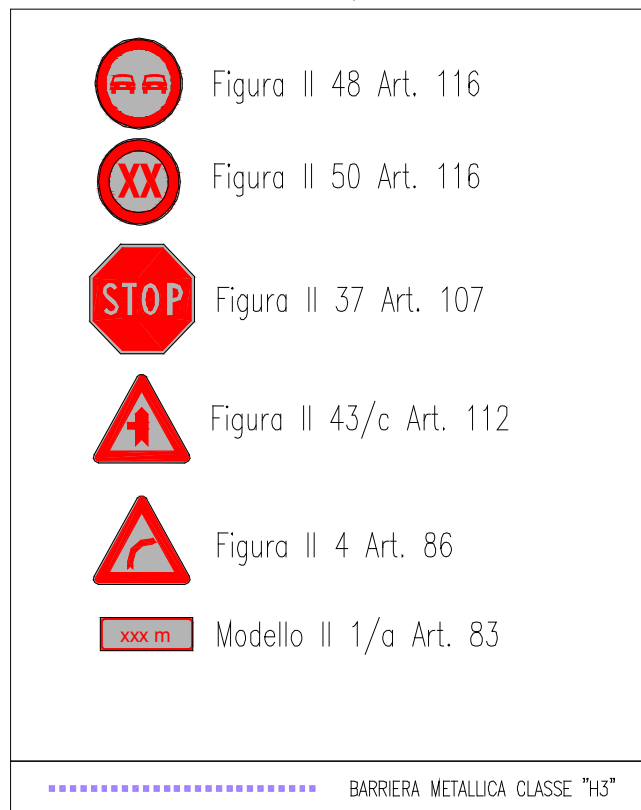 Figura II 48 Art. 116
XX
Figura II 50 Art. 116
STOP
Figura II 37 Art. 107
Figura II 43/c Art. 112
Figura II 4 Art. 86
xxx m
Modello II 1/a Art. 83
BARRIERA METALLICA CLASSE "H3"